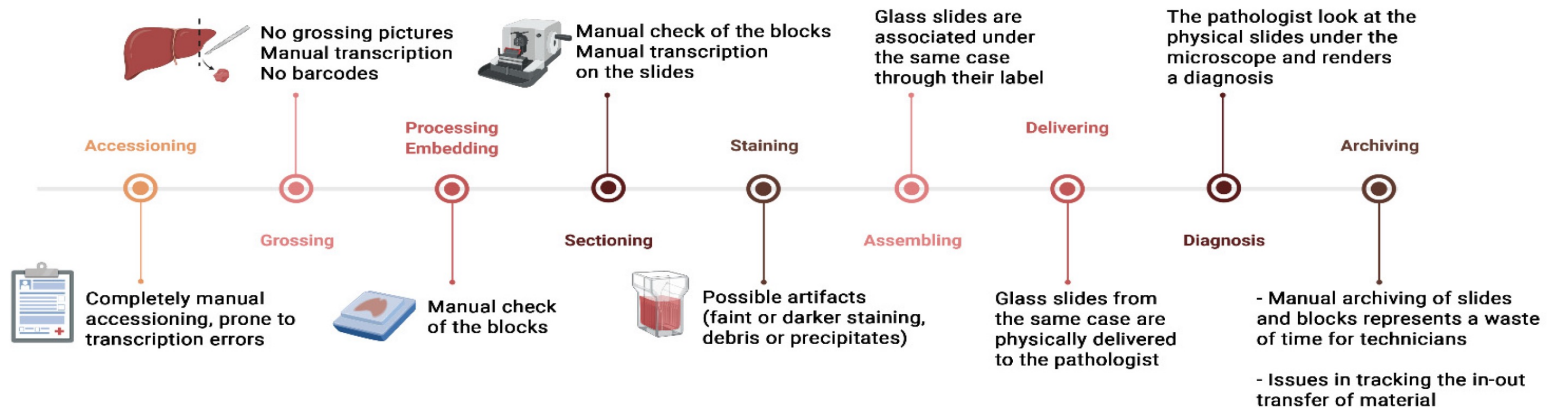 No grossing pictures
Manual transcription
No barcodes
Manual check of the blocks
Manual transcription
on the slides
Glass slides are
associated under
the same case
through their label
The pathologist look at the
physical slides under the
microscope and renders
a diagnosis
Accessioning
Processing
Embedding
Staining
Delivering
Archiving
Grossing
Sectioning
Assembling
Diagnosis
Completely manual
accessioning, prone to
transcription errors
Manual check
of the blocks
Possible artifacts
(faint or darker staining,
debris or precipitates)
Glass slides from
the same case are
physically delivered
to the pathologist
- Manual archiving of slides
and blocks represents a waste
of time for technicians
- Issues in tracking the in-out
transfer of material